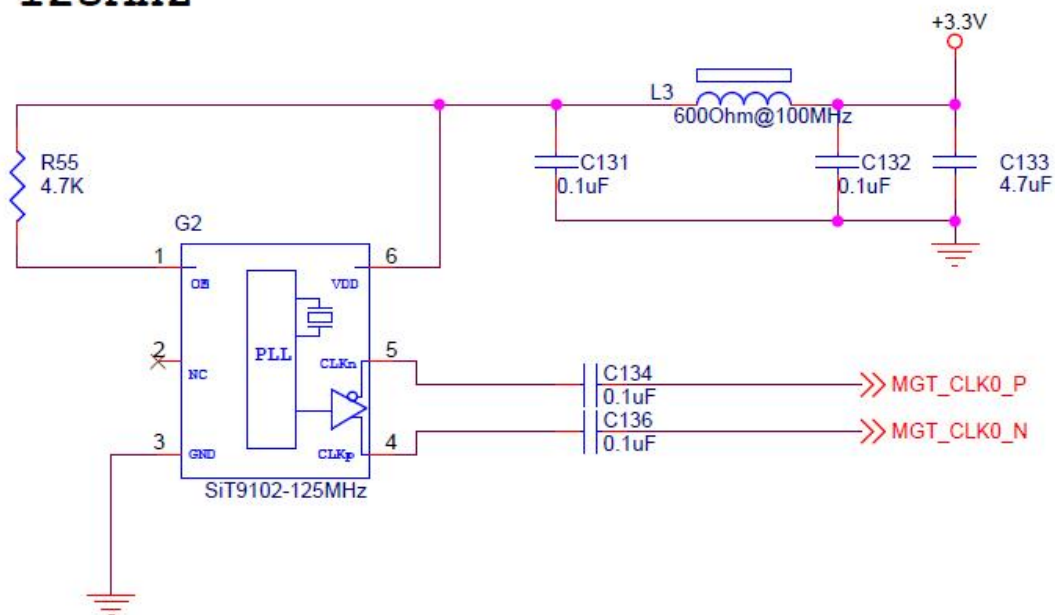 125MHz
+3.3V
L3
600Ohm@100MHz
R55
4.7K
C131
0.1uF
C132
0.1uF
C133
4.7uF
G2
1
6
OE
VDD
2
5
NC
PLL
CLKn
C134
0.1uF
MGT_CLK0_P
3
4
GND
CLKp
C136
0.1uF
MGT_CLK0_N
SiT9102-125MHz